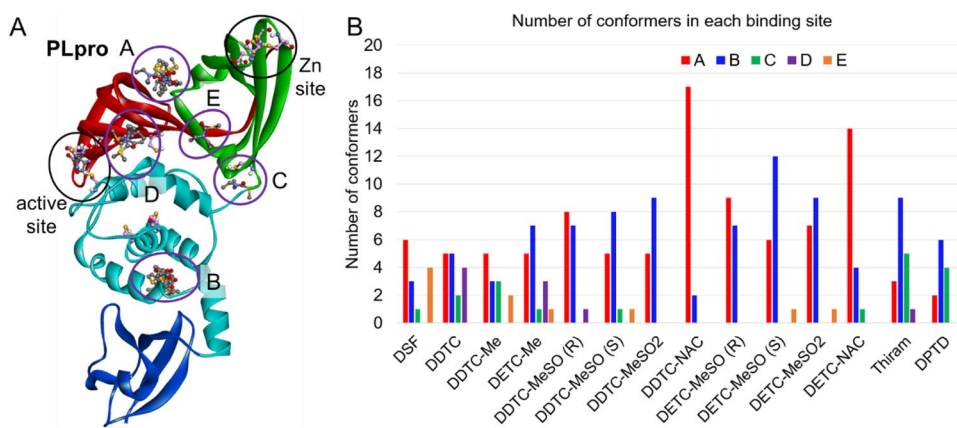 A
PLpro
A
Zn
site
E
C
D
active
site
B
B
Number of conformers in each binding site
Number of conformers
20
18
16
14
12
10
8
6
4
2
0
A B C D E
DSF
DDTC
DDTC-Me
DETC-Me
DDTC-MeSO (R)
DDTC-MeSO (S)
DDTC-MeSO2
DDTC-NAC
DETC-MeSO (R)
DETC-MeSO (S)
DETC-MeSO2
DETC-NAC
Thiram
DPTD